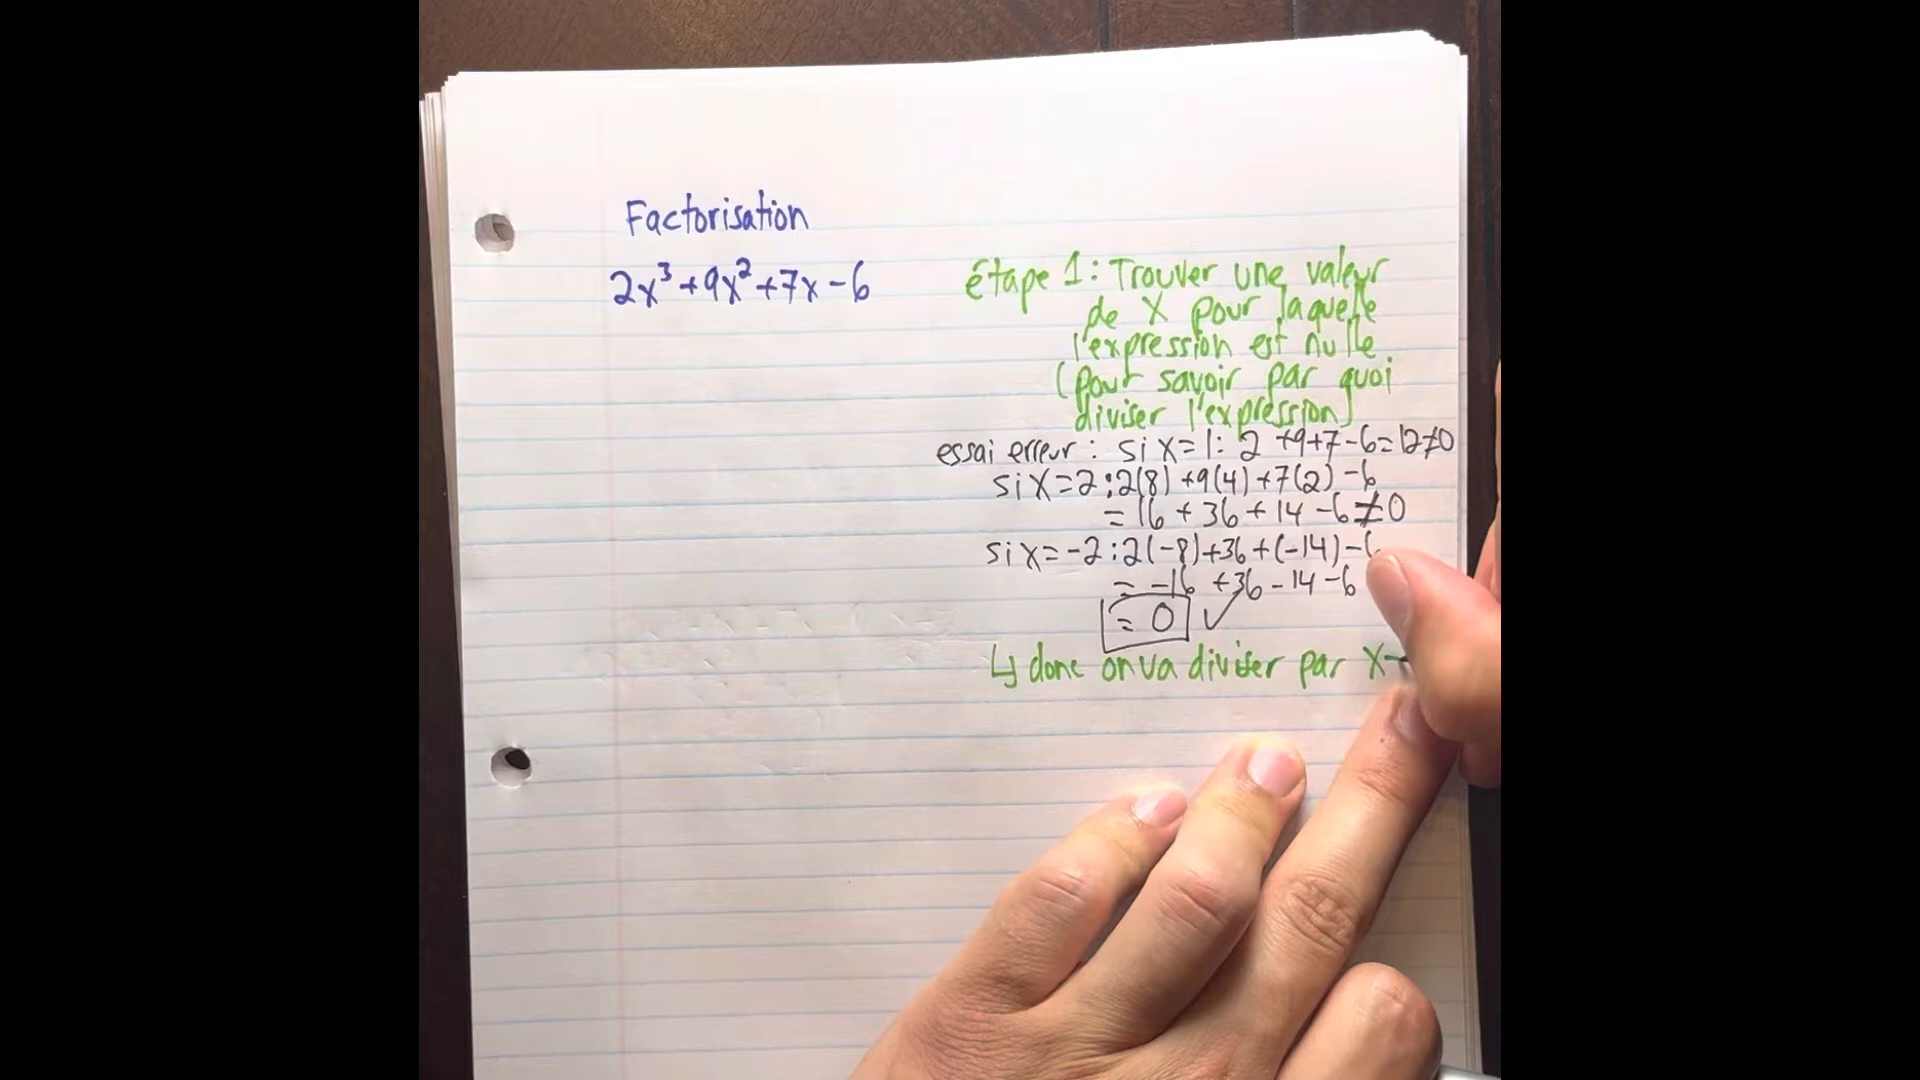 Factorisation
2x³+9x²+7x-6
étape 1: Trouver une valeur
de X pour laquelle
l'expression est nulle
(pour savoir par quoi
diviser l'expression)
essai erreur: si x=1: 2+9+7-6=12≠0
si x=2:2(8)+9(4)+7(2)-6
=16+36+14-6≠0
si x=-2:2(-8)+36+(-14)-6
=-16+36-14-6
=0 ✓
↳ donc on va diviser par x-